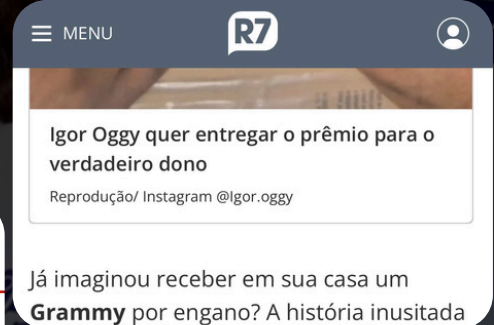 MENU
R7
Igor Oggy quer entregar o prêmio para o
verdadeiro dono
Reprodução/ Instagram @Igor.oggy
Já imaginou receber em sua casa um
Grammy por engano? A história inusitada